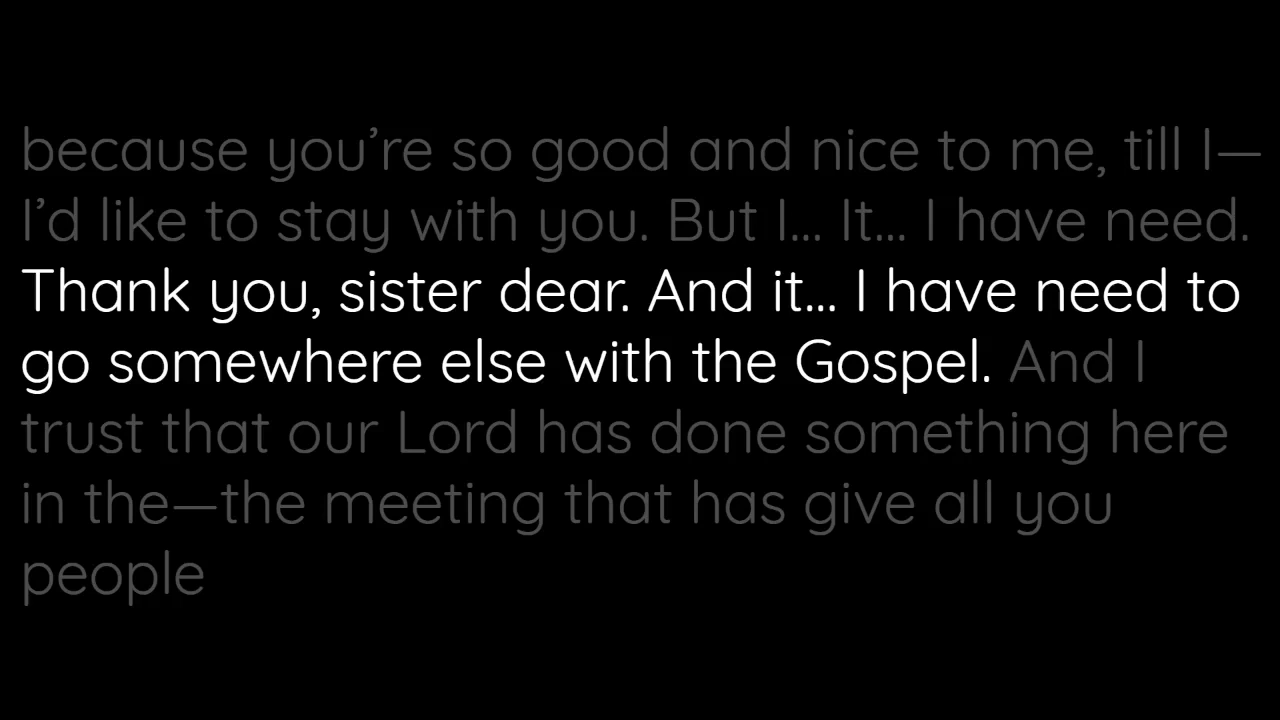 because you’re so good and nice to me, till I—
I’d like to stay with you. But I... It... I have need.
Thank you, sister dear. And it... I have need to
go somewhere else with the Gospel. And I
trust that our Lord has done something here
in the—the meeting that has give all you
people